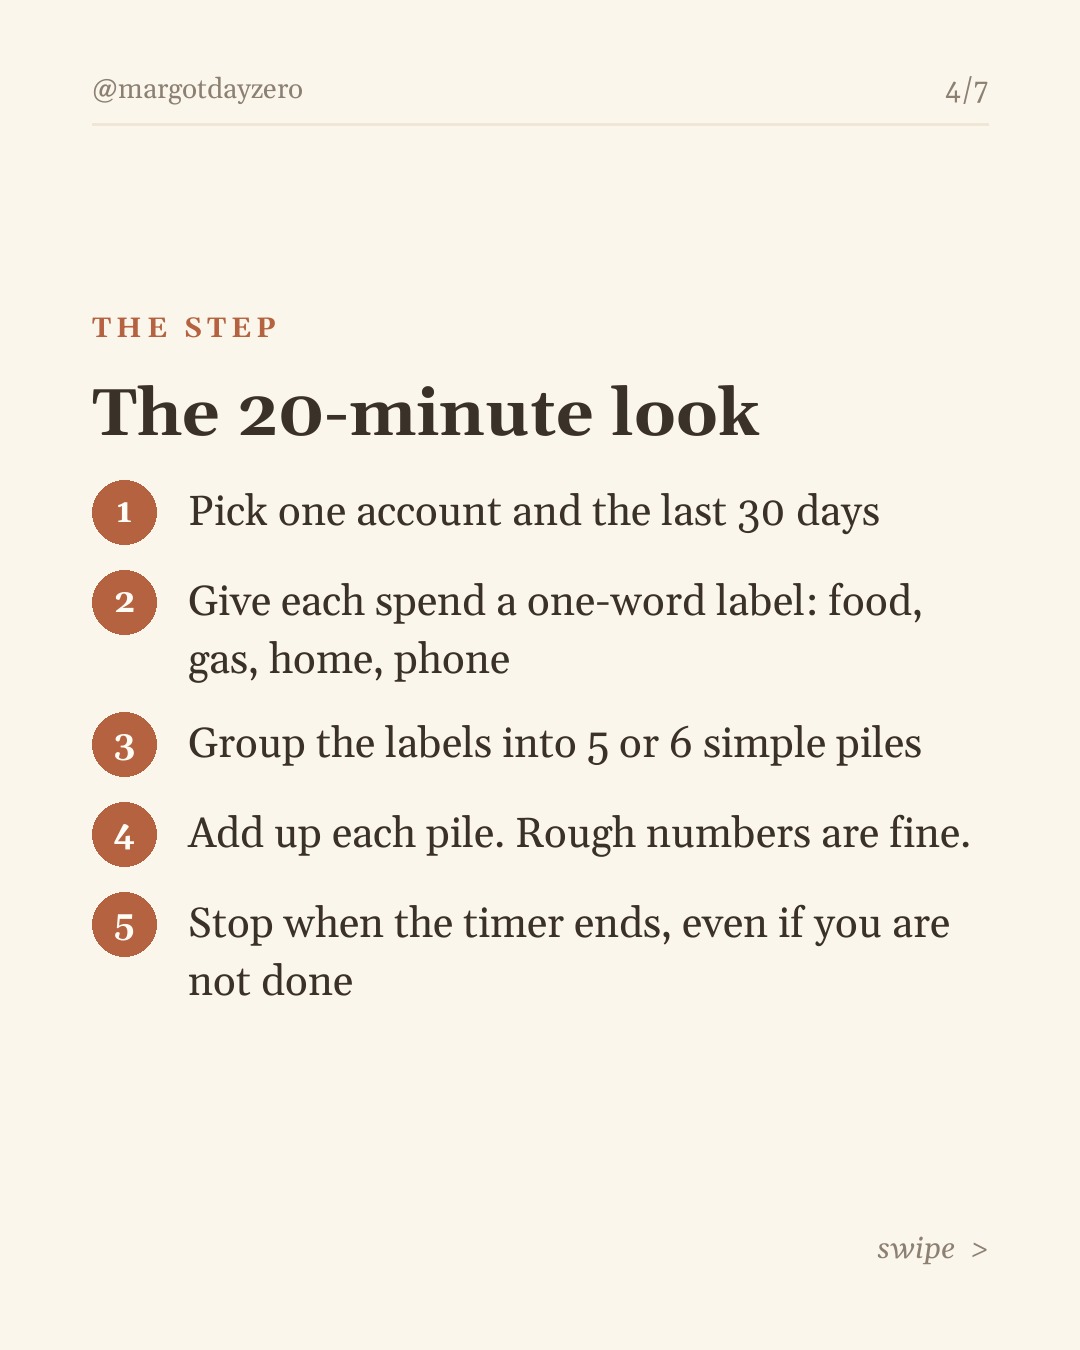 @margotdayzero
4/7
THE STEP
The 20-minute look
1 Pick one account and the last 30 days
2 Give each spend a one-word label: food,
gas, home, phone
3 Group the labels into 5 or 6 simple piles
4 Add up each pile. Rough numbers are fine.
5 Stop when the timer ends, even if you are
not done
swipe >